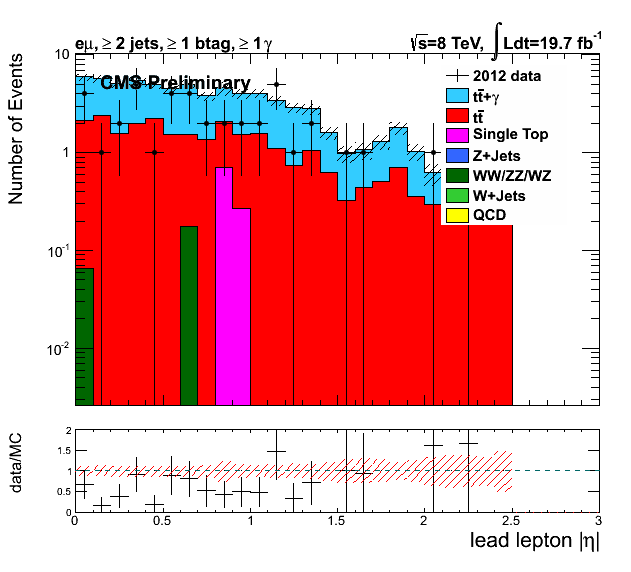 eμ, ≥ 2 jets, ≥ 1 btag, ≥ 1γ
√s=8 TeV, ∫Ldt=19.7 fb⁻¹
CMS Preliminary
2012 data
tt̄+γ
tt̄
Single Top
Z+Jets
WW/ZZ/WZ
W+Jets
QCD
Number of Events
10
1
10⁻¹
10⁻²
data/MC
2
1.5
1
0.5
0
0 0.5 1 1.5 2 2.5 3
lead lepton |η|